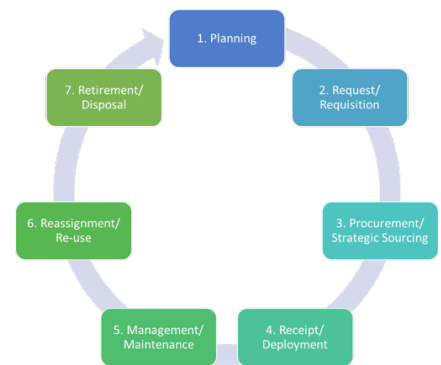 1. Planning
2. Request/
Requisition
3. Procurement/
Strategic Sourcing
4. Receipt/
Deployment
5. Management/
Maintenance
6. Reassignment/
Re-use
7. Retirement/
Disposal